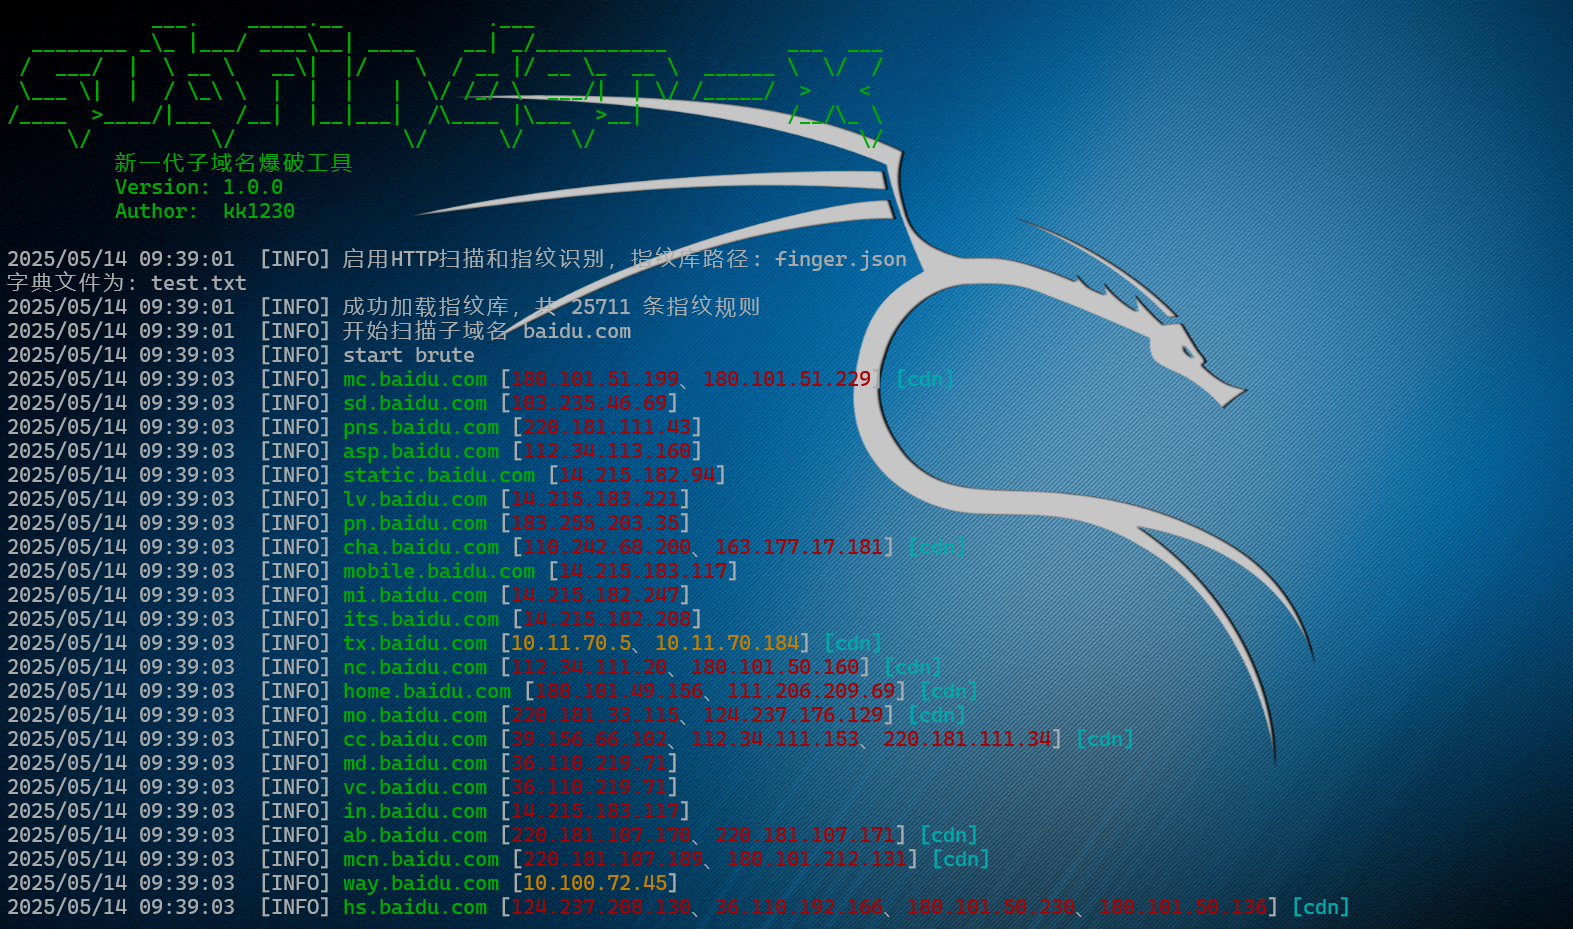 subfinder-x
新一代子域名爆破工具
Version: 1.0.0
Author:  kk1230
2025/05/14 09:39:01  [INFO] 启用HTTP扫描和指纹识别, 指纹库路径: finger.json
字典文件为: test.txt
2025/05/14 09:39:01  [INFO] 成功加载指纹库, 共 25711 条指纹规则
2025/05/14 09:39:01  [INFO] 开始扫描子域名 baidu.com
2025/05/14 09:39:03  [INFO] start brute
2025/05/14 09:39:03  [INFO] mc.baidu.com [180.101.51.199、180.101.51.229] [cdn]
2025/05/14 09:39:03  [INFO] sd.baidu.com [103.235.46.69]
2025/05/14 09:39:03  [INFO] pns.baidu.com [220.181.111.43]
2025/05/14 09:39:03  [INFO] asp.baidu.com [112.34.113.160]
2025/05/14 09:39:03  [INFO] static.baidu.com [14.215.182.94]
2025/05/14 09:39:03  [INFO] lv.baidu.com [14.215.183.221]
2025/05/14 09:39:03  [INFO] pn.baidu.com [183.255.203.35]
2025/05/14 09:39:03  [INFO] cha.baidu.com [110.242.68.200、163.177.17.181] [cdn]
2025/05/14 09:39:03  [INFO] mobile.baidu.com [14.215.183.117]
2025/05/14 09:39:03  [INFO] mi.baidu.com [14.215.182.247]
2025/05/14 09:39:03  [INFO] its.baidu.com [14.215.182.208]
2025/05/14 09:39:03  [INFO] tx.baidu.com [10.11.70.5、10.11.70.184] [cdn]
2025/05/14 09:39:03  [INFO] nc.baidu.com [112.34.111.20、180.101.50.160] [cdn]
2025/05/14 09:39:03  [INFO] home.baidu.com [180.101.49.156、111.206.209.69] [cdn]
2025/05/14 09:39:03  [INFO] mo.baidu.com [220.181.33.115、124.237.176.129] [cdn]
2025/05/14 09:39:03  [INFO] cc.baidu.com [39.156.66.102、112.34.111.153、220.181.111.34] [cdn]
2025/05/14 09:39:03  [INFO] md.baidu.com [36.110.219.71]
2025/05/14 09:39:03  [INFO] vc.baidu.com [36.110.219.71]
2025/05/14 09:39:03  [INFO] in.baidu.com [14.215.183.117]
2025/05/14 09:39:03  [INFO] ab.baidu.com [220.181.107.170、220.181.107.171] [cdn]
2025/05/14 09:39:03  [INFO] mcn.baidu.com [220.181.107.189、180.101.212.131] [cdn]
2025/05/14 09:39:03  [INFO] way.baidu.com [10.100.72.45]
2025/05/14 09:39:03  [INFO] hs.baidu.com [124.237.208.130、36.110.192.166、180.101.50.230、180.101.50.136] [cdn]